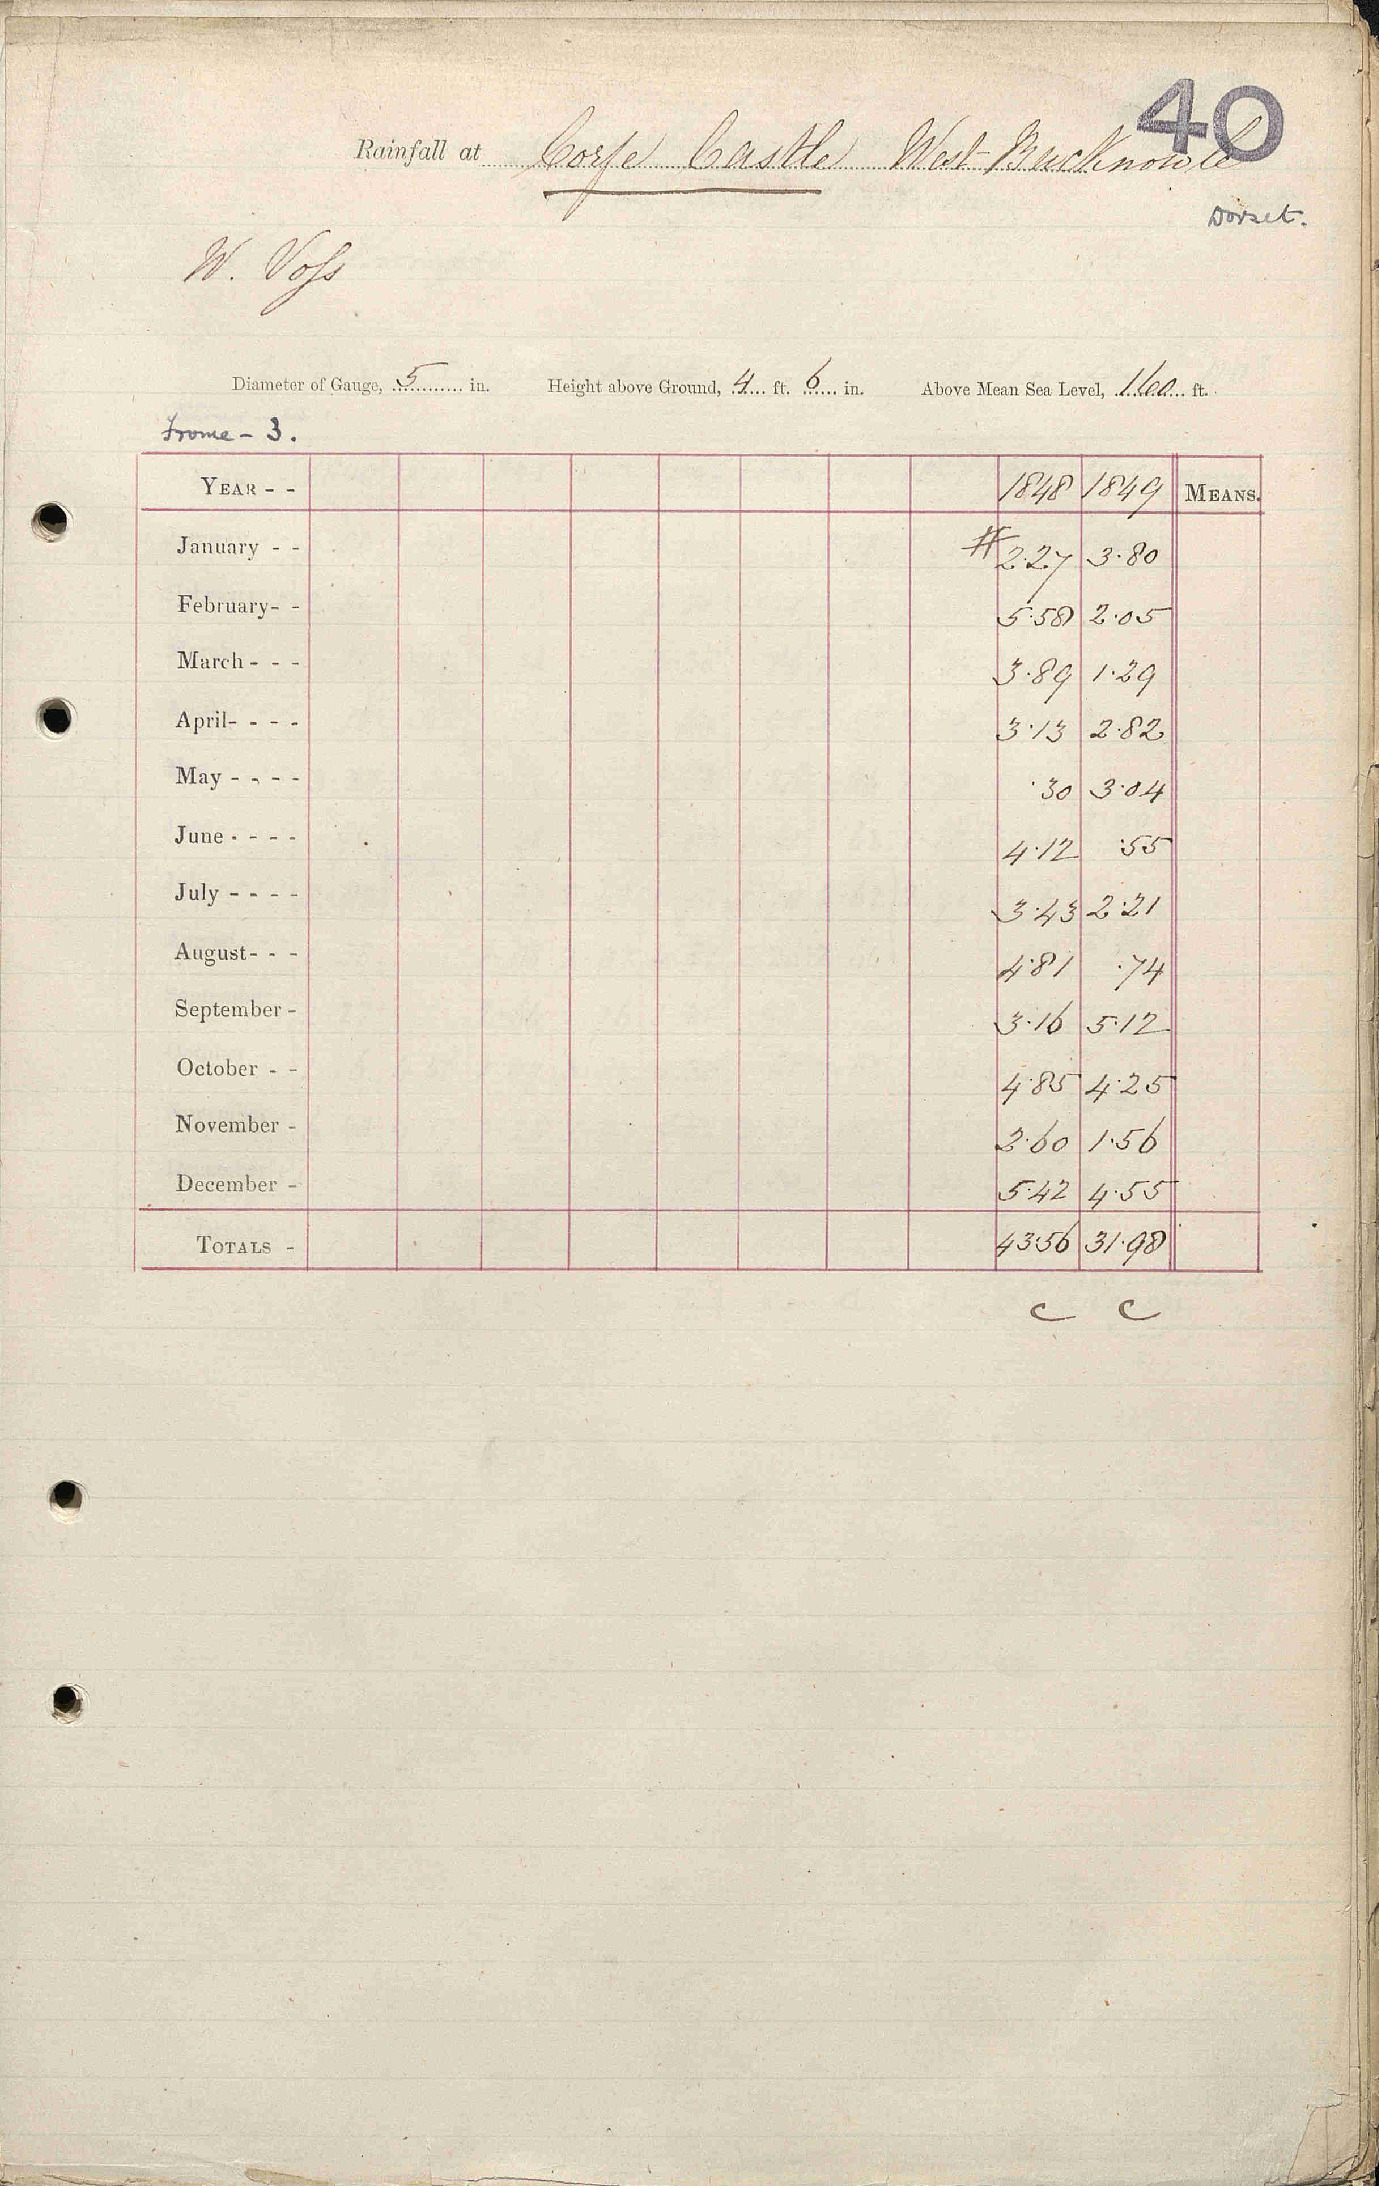 40
Rainfall at Corfe Castle West Bucknowle
Dorset.
W. Voſs
Diameter of Gauge, 5 in. Height above Ground, 4 ft. 6 in. Above Mean Sea Level, 160 ft.
Frome - 3.
YEAR - - 1848 1849 MEANS.
January - - # 2.27 3.80
February - - 5.58 2.05
March - - - 3.89 1.29
April - - - - 3.13 2.82
May - - - - .30 3.04
June - - - - 4.12 .55
July - - - - 3.43 2.21
August - - - 4.81 .74
September - 3.16 5.12
October - - 4.85 4.25
November - 2.60 1.56
December - 5.42 4.55
TOTALS - 43.56 31.98
c c